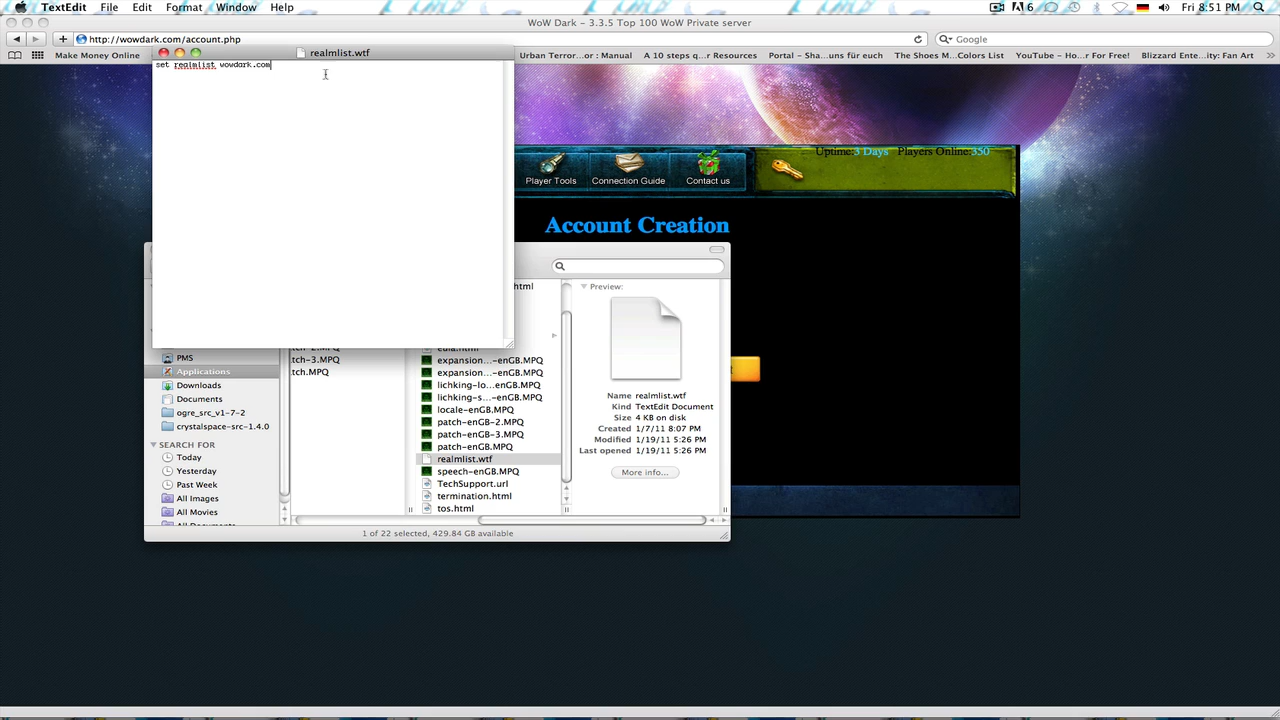 TextEdit File Edit Format Window Help
6 Fri 8:51 PM
WoW Dark - 3.3.5 Top 100 WoW Private server
http://wowdark.com/account.php
Google
Make Money Online
Urban Terror...or : Manual A 10 steps q... Resources Portal - Sha...uns für euch The Shoes M...Colors List YouTube - Ho...r For Free! Blizzard Ente...ity: Fan Art
realmlist.wtf
set realmlist wowdark.com
Uptime:3 Days Players Online:350
Player Tools
Connection Guide
Contact us
Account Creation
html
Preview:
PMS
Applications
Downloads
Documents
ogre_src_v1-7-2
crystalspace-src-1.4.0
SEARCH FOR
Today
Yesterday
Past Week
All Images
All Movies
All Documents
tch-3.MPQ
tch.MPQ
eula.html
expansion...-enGB.MPQ
expansion...-enGB.MPQ
lichking-lo...enGB.MPQ
lichking-s...-enGB.MPQ
locale-enGB.MPQ
patch-enGB-2.MPQ
patch-enGB-3.MPQ
patch-enGB.MPQ
realmlist.wtf
speech-enGB.MPQ
TechSupport.url
termination.html
tos.html
Name realmlist.wtf
Kind TextEdit Document
Size 4 KB on disk
Created 1/7/11 8:07 PM
Modified 1/19/11 5:26 PM
Last opened 1/19/11 5:26 PM
More info...
1 of 22 selected, 429.84 GB available